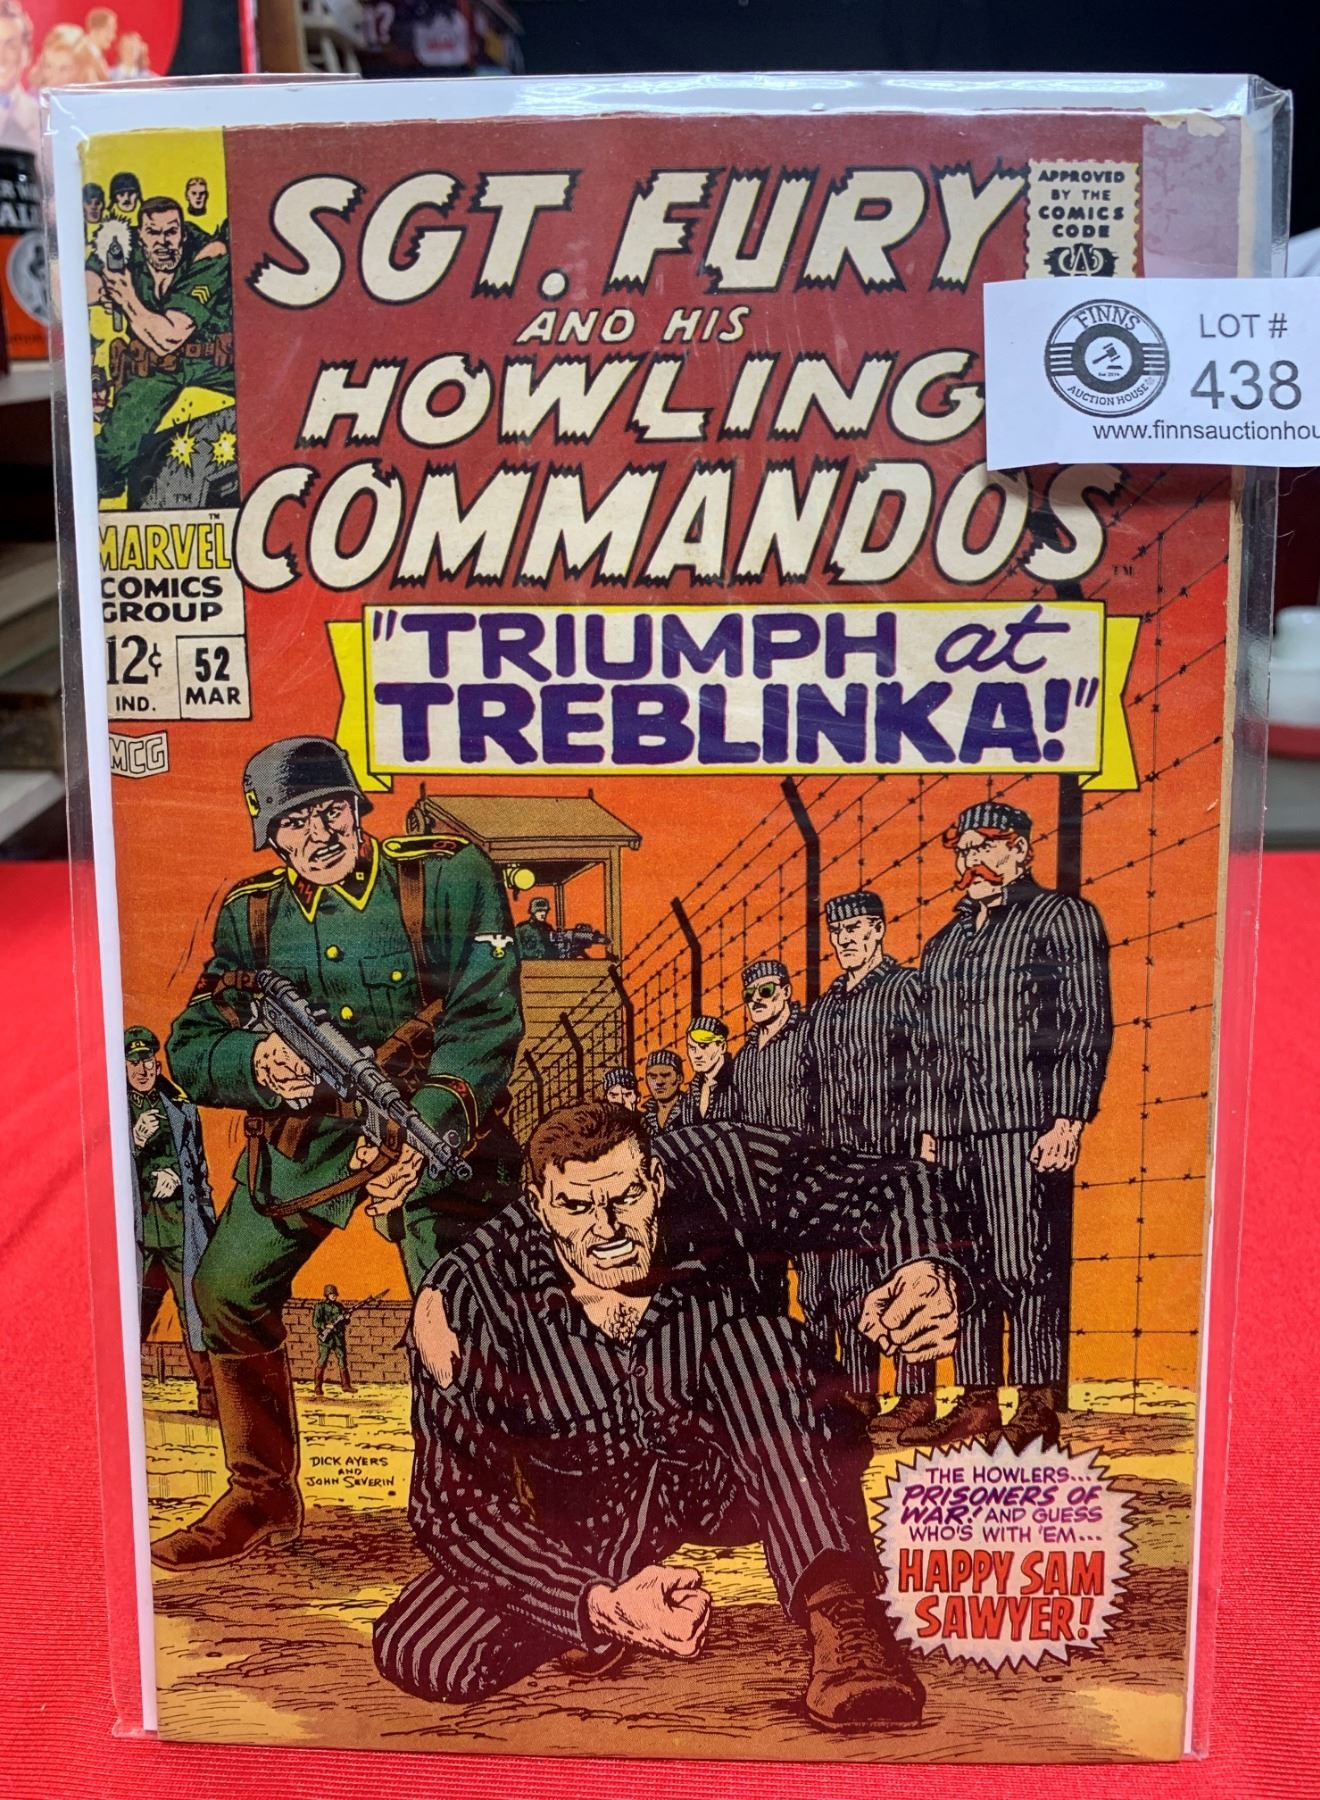 SGT. FURY
AND HIS
HOWLING
COMMANDOS
TM
APPROVED
BY THE
COMICS
CODE
FINNS
AUCTION HOUSE
LOT #
438
www.finnsauctionhou
TM
MARVEL
COMICS
GROUP
12¢
IND.
52
MAR
MCG
"TRIUMPH at
TREBLINKA!"
DICK AYERS
AND
JOHN SEVERIN
THE HOWLERS...
PRISONERS OF
WAR! AND GUESS
WHO'S WITH 'EM...
HAPPY SAM
SAWYER!